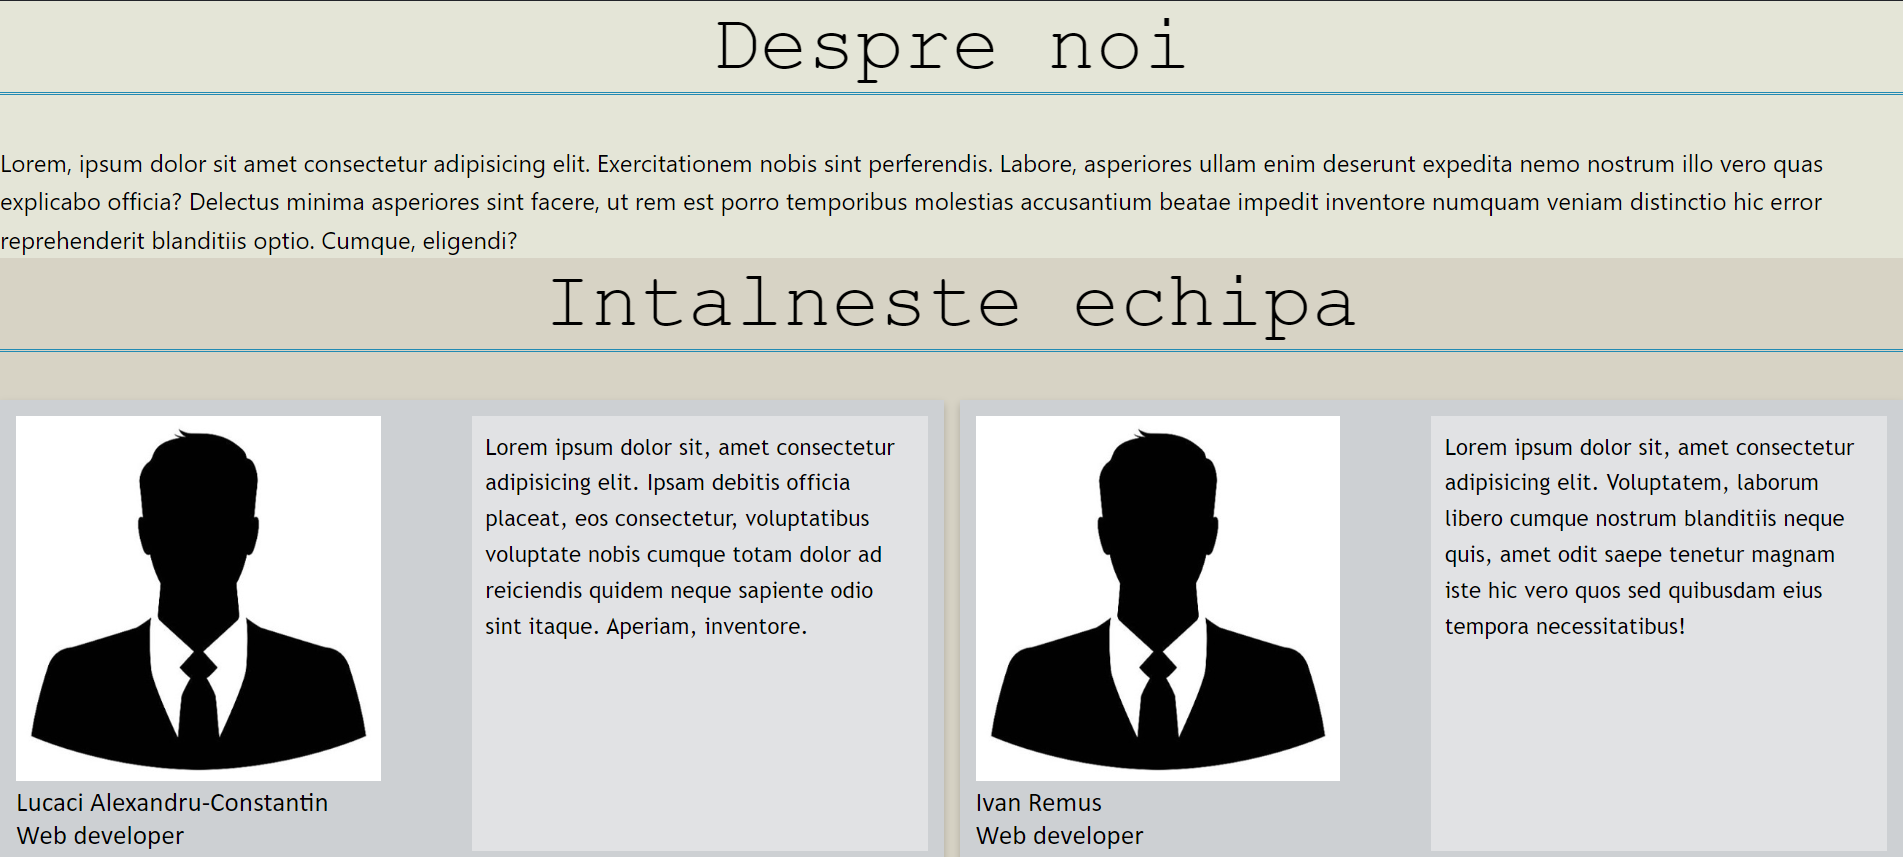 Despre noi
Lorem, ipsum dolor sit amet consectetur adipisicing elit. Exercitationem nobis sint perferendis. Labore, asperiores ullam enim deserunt expedita nemo nostrum illo vero quas
explicabo officia? Delectus minima asperiores sint facere, ut rem est porro temporibus molestias accusantium beatae impedit inventore numquam veniam distinctio hic error
reprehenderit blanditiis optio. Cumque, eligendi?
Intalneste echipa
Lorem ipsum dolor sit, amet consectetur
adipisicing elit. Ipsam debitis officia
placeat, eos consectetur, voluptatibus
voluptate nobis cumque totam dolor ad
reiciendis quidem neque sapiente odio
sint itaque. Aperiam, inventore.
Lucaci Alexandru-Constantin
Web developer
Lorem ipsum dolor sit, amet consectetur
adipisicing elit. Voluptatem, laborum
libero cumque nostrum blanditiis neque
quis, amet odit saepe tenetur magnam
iste hic vero quos sed quibusdam eius
tempora necessitatibus!
Ivan Remus
Web developer